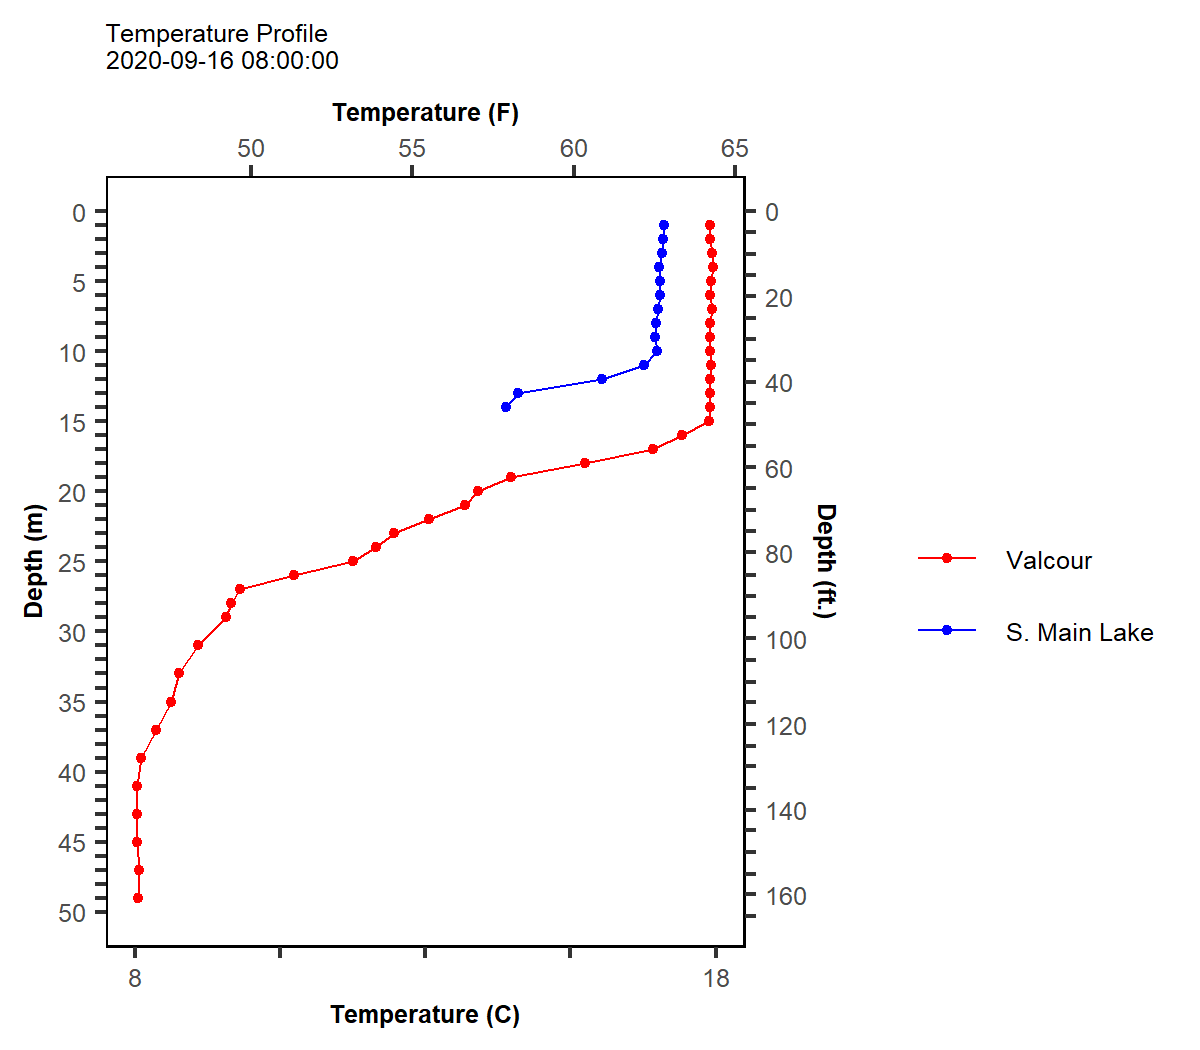 Temperature Profile
2020-09-16 08:00:00
Temperature (F)
50 55 60 65
0
5
10
15
20
25
30
35
40
45
50
Depth (m)
0
20
40
60
80
100
120
140
160
Depth (ft.)
Valcour
S. Main Lake
8 18
Temperature (C)